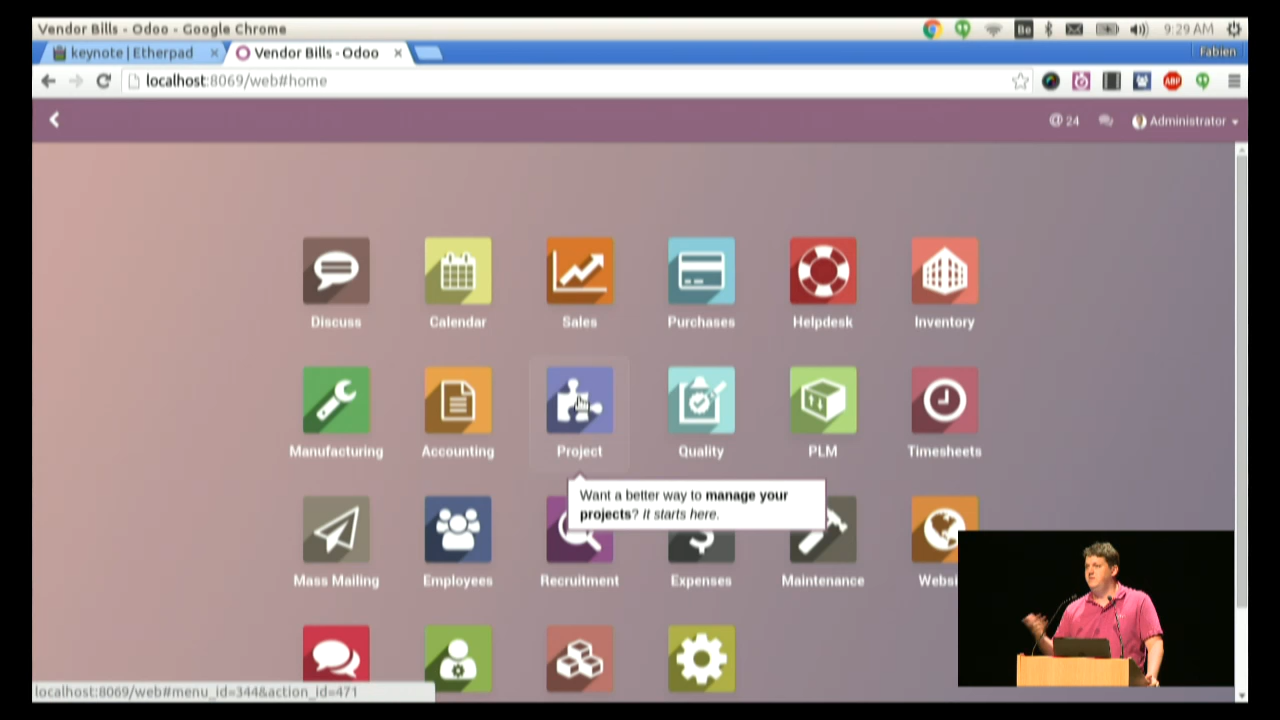 Vendor Bills - Odoo - Google Chrome
Be
9:29 AM
keynote | Etherpad ×
Vendor Bills - Odoo ×
Fabien
localhost:8069/web#home
ABP
@ 24
Administrator
Discuss
Calendar
Sales
Purchases
Helpdesk
Inventory
Manufacturing
Accounting
Project
Quality
PLM
Timesheets
Want a better way to manage your
projects? It starts here.
Mass Mailing
Employees
Recruitment
Expenses
Maintenance
localhost:8069/web#menu_id=344&action_id=471